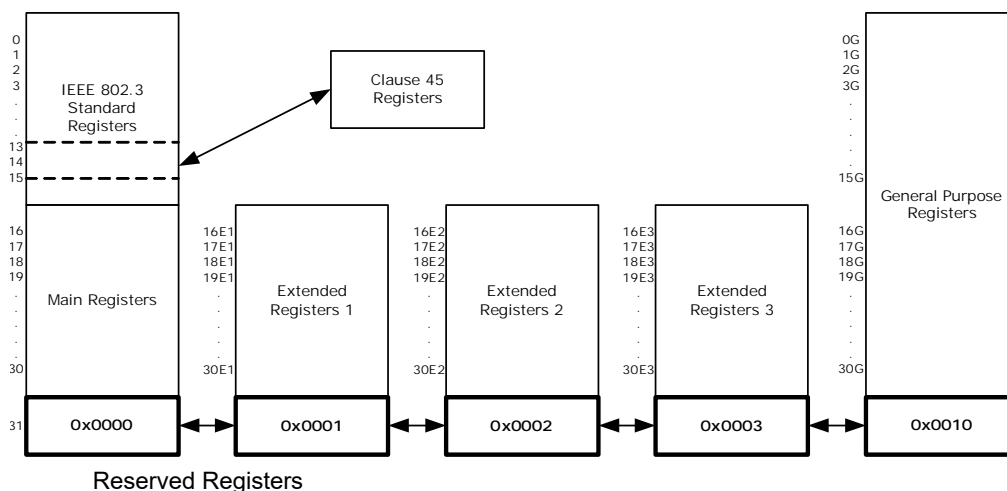 0
1
2
3
.
.
.
13
14
15
IEEE 802.3
Standard
Registers
Clause 45
Registers
16
17
18
19
.
.
.
.
.
30
Main Registers
16E1
17E1
18E1
19E1
.
.
.
.
.
30E1
Extended
Registers 1
16E2
17E2
18E2
19E2
.
.
.
.
.
30E2
Extended
Registers 2
16E3
17E3
18E3
19E3
.
.
.
.
.
30E3
Extended
Registers 3
0G
1G
2G
3G
.
.
.
.
.
15G
16G
17G
18G
19G
.
.
.
.
.
30G
General Purpose
Registers
31
0x0000
0x0001
0x0002
0x0003
0x0010
Reserved Registers